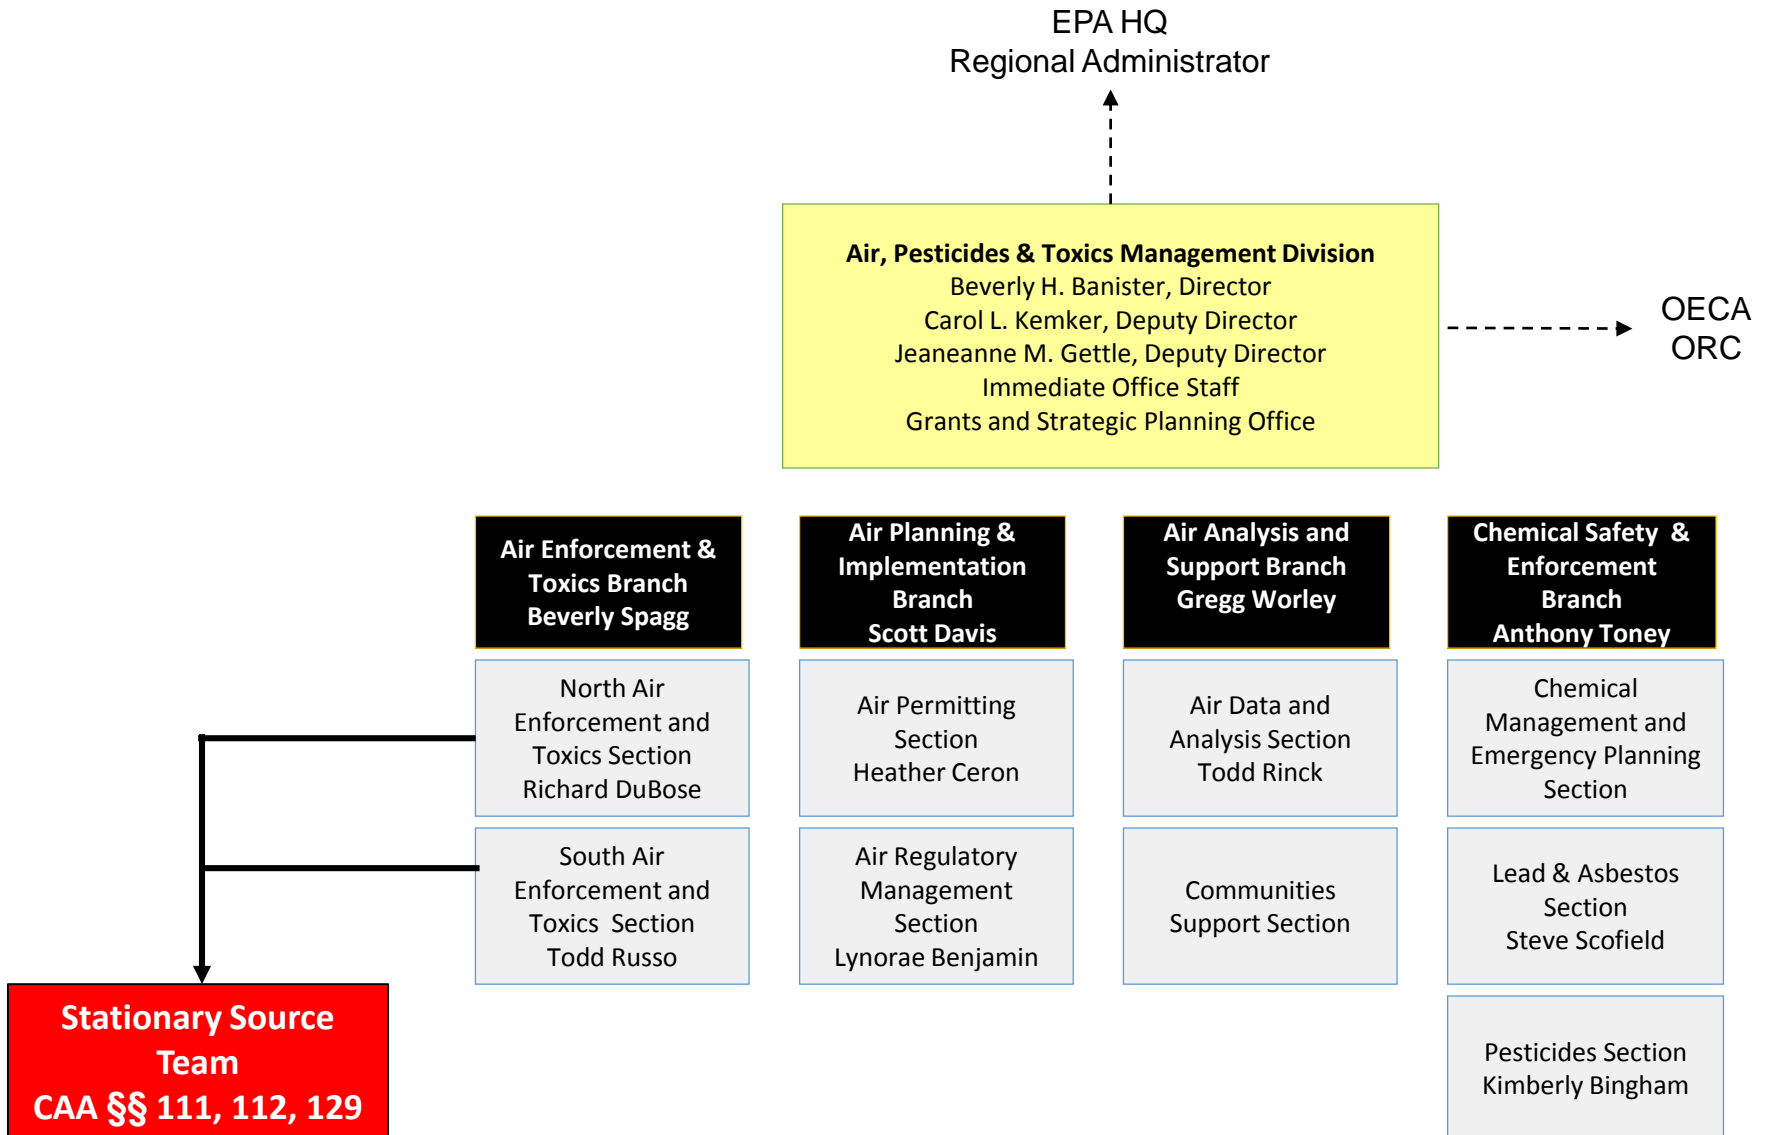 EPA HQ
Regional Administrator
Air, Pesticides & Toxics Management Division
Beverly H. Banister, Director
Carol L. Kemker, Deputy Director
Jeaneanne M. Gettle, Deputy Director
Immediate Office Staff
Grants and Strategic Planning Office
OECA
ORC
Air Enforcement &
Toxics Branch
Beverly Spagg
North Air
Enforcement and
Toxics Section
Richard DuBose
South Air
Enforcement and
Toxics Section
Todd Russo
Air Planning &
Implementation
Branch
Scott Davis
Air Permitting
Section
Heather Ceron
Air Regulatory
Management
Section
Lynorae Benjamin
Air Analysis and
Support Branch
Gregg Worley
Air Data and
Analysis Section
Todd Rinck
Communities
Support Section
Chemical Safety &
Enforcement
Branch
Anthony Toney
Chemical
Management and
Emergency Planning
Section
Lead & Asbestos
Section
Steve Scofield
Pesticides Section
Kimberly Bingham
Stationary Source
Team
CAA §§ 111, 112, 129